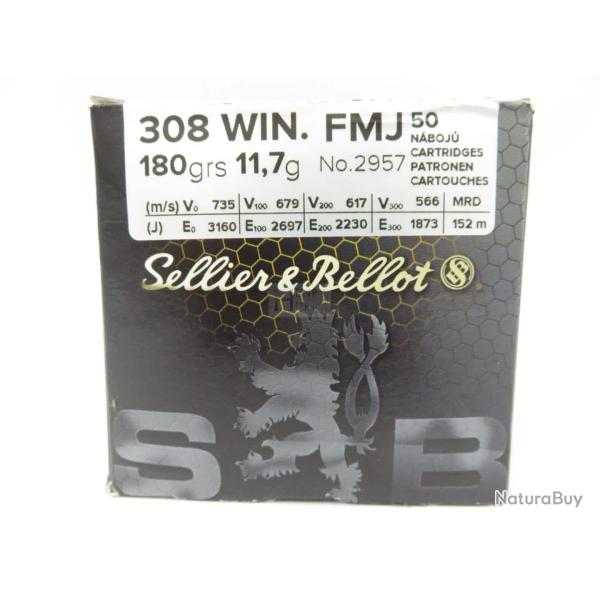 308 WIN. FMJ 50
NÁBOJŮ
CARTRIDGES
PATRONEN
CARTOUCHES
180grs 11,7g No.2957
(m/s) V0 735 V100 679 V200 617 V300 566 MRD
(J) E0 3160 E100 2697 E200 2230 E300 1873 152 m
Sellier & Bellot SB
S B
NaturaBuy